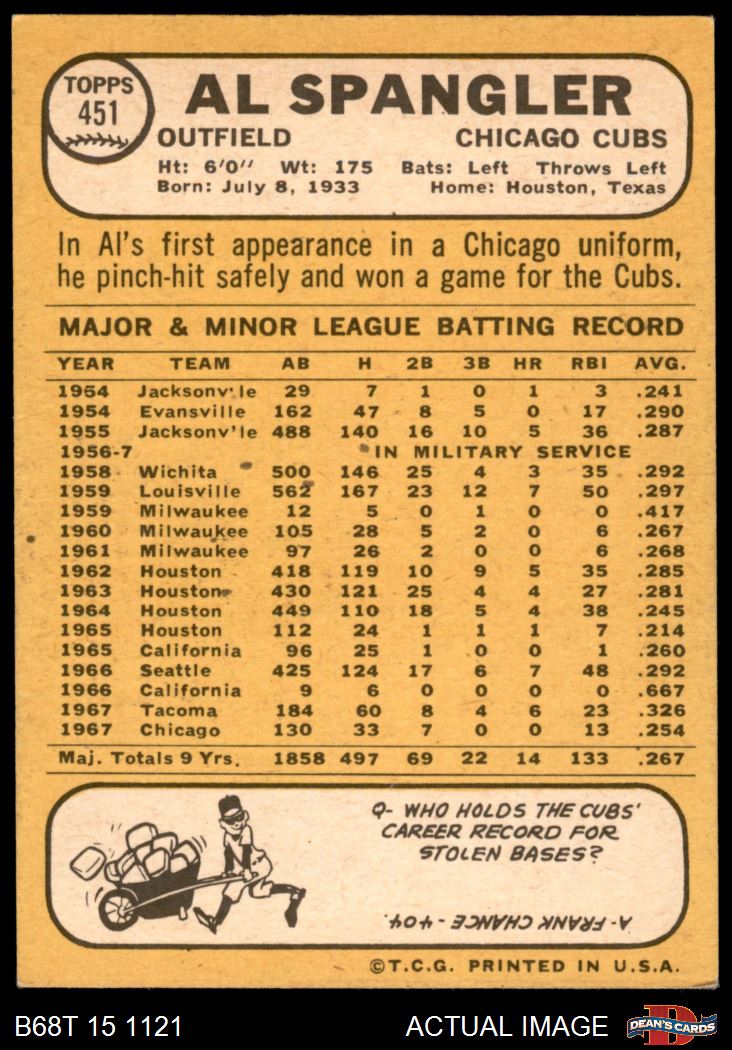 TOPPS
451
AL SPANGLER
OUTFIELD CHICAGO CUBS
Ht: 6'0" Wt: 175 Bats: Left Throws Left
Born: July 8, 1933 Home: Houston, Texas
In Al's first appearance in a Chicago uniform,
he pinch-hit safely and won a game for the Cubs.
MAJOR & MINOR LEAGUE BATTING RECORD
YEAR TEAM AB H 2B 3B HR RBI AVG.
1954 Jacksonv'le 29 7 1 0 1 3 .241
1954 Evansville 162 47 8 5 0 17 .290
1955 Jacksonv'le 488 140 16 10 5 36 .287
1956-7 IN MILITARY SERVICE
1958 Wichita 500 146 25 4 3 35 .292
1959 Louisville 562 167 23 12 7 50 .297
1959 Milwaukee 12 5 0 1 0 0 .417
1960 Milwaukee 105 28 5 2 0 6 .267
1961 Milwaukee 97 26 2 0 0 6 .268
1962 Houston 418 119 10 9 5 35 .285
1963 Houston 430 121 25 4 4 27 .281
1964 Houston 449 110 18 5 4 38 .245
1965 Houston 112 24 1 1 1 7 .214
1965 California 96 25 1 0 0 1 .260
1966 Seattle 425 124 17 6 7 48 .292
1966 California 9 6 0 0 0 0 .667
1967 Tacoma 184 60 8 4 6 23 .326
1967 Chicago 130 33 7 0 0 13 .254
Maj. Totals 9 Yrs. 1858 497 69 22 14 133 .267
Q- WHO HOLDS THE CUBS'
CAREER RECORD FOR
STOLEN BASES?
A- FRANK CHANCE - 404.
©T.C.G. PRINTED IN U.S.A.
B68T 15 1121 ACTUAL IMAGE DEAN'S CARDS